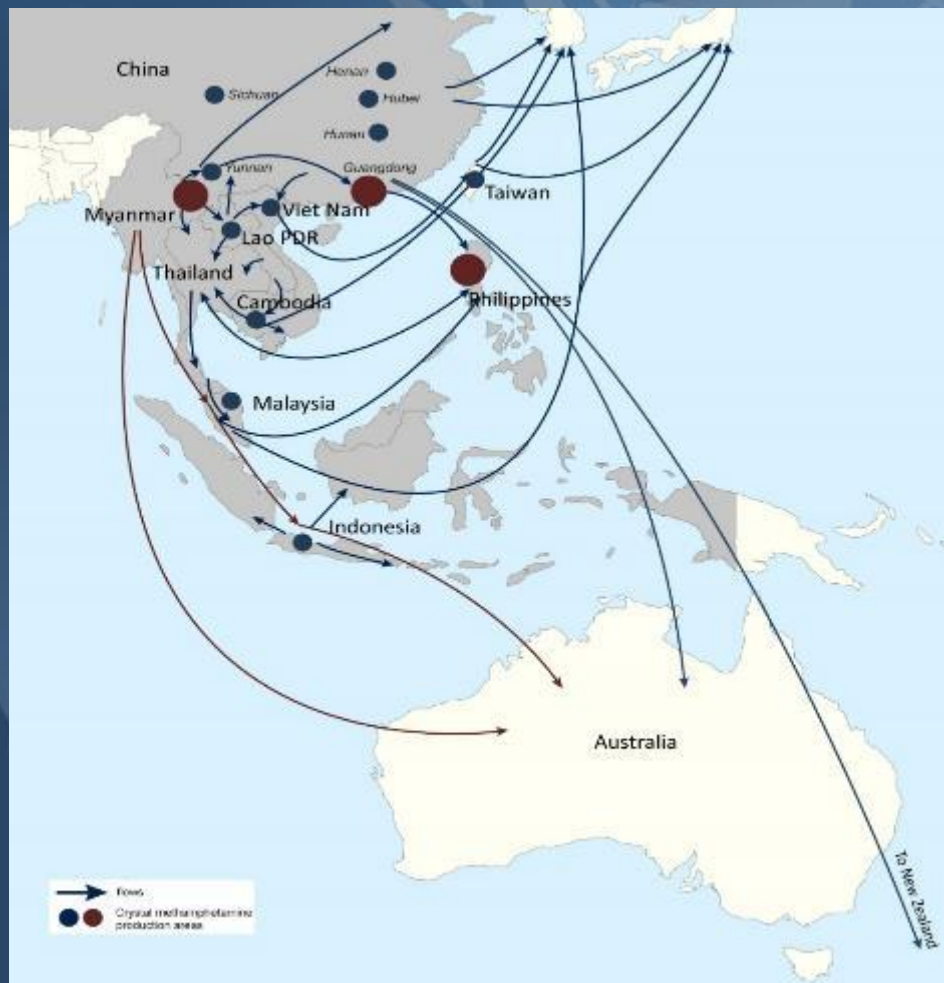 China
Henan
Sichuan
Hubei
Hunan
Yunnan
Guangdong
Taiwan
Myanmar
Viet Nam
Lao PDR
Thailand
Cambodia
Philippines
Malaysia
Indonesia
Australia
To New Zealand
flows
Crystal methamphetamine
production areas